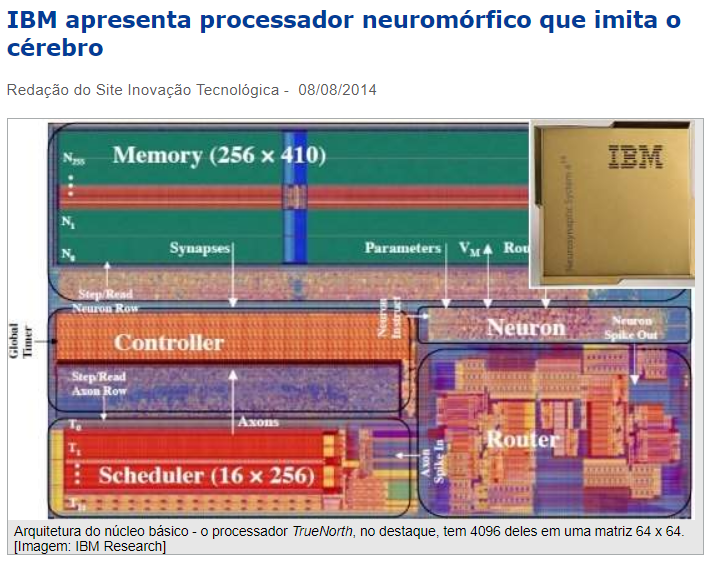 IBM apresenta processador neuromórfico que imita o
cérebro
Redação do Site Inovação Tecnológica - 08/08/2014
IBM
Neurosynaptic System
Memory (256 × 410)
N255
N1
N0
Synapses
Parameters
VM
Step/Read
Neuron Row
Global
Timer
Controller
Neuron
Instruct
Neuron
Neuron
Spike Out
Step/Read
Axon Row
Axons
T0
T1
Scheduler (16 × 256)
Axon
Spike In
Router
Arquitetura do núcleo básico - o processador TrueNorth, no destaque, tem 4096 deles em uma matriz 64 x 64.
[Imagem: IBM Research]